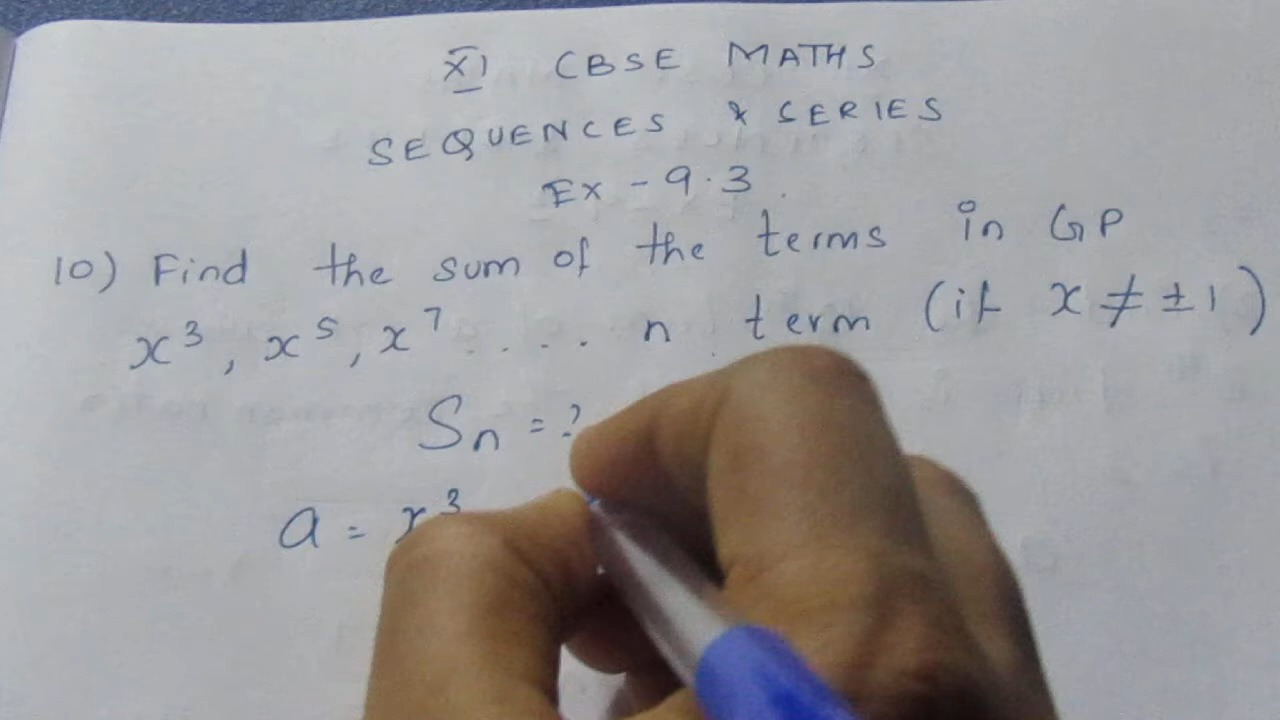 XI CBSE MATHS
SEQUENCES & SERIES
Ex - 9.3
10) Find the sum of the terms in GP
x³, x⁵, x⁷ .... n term (if x ≠ ±1)
Sn = ?
a = x³